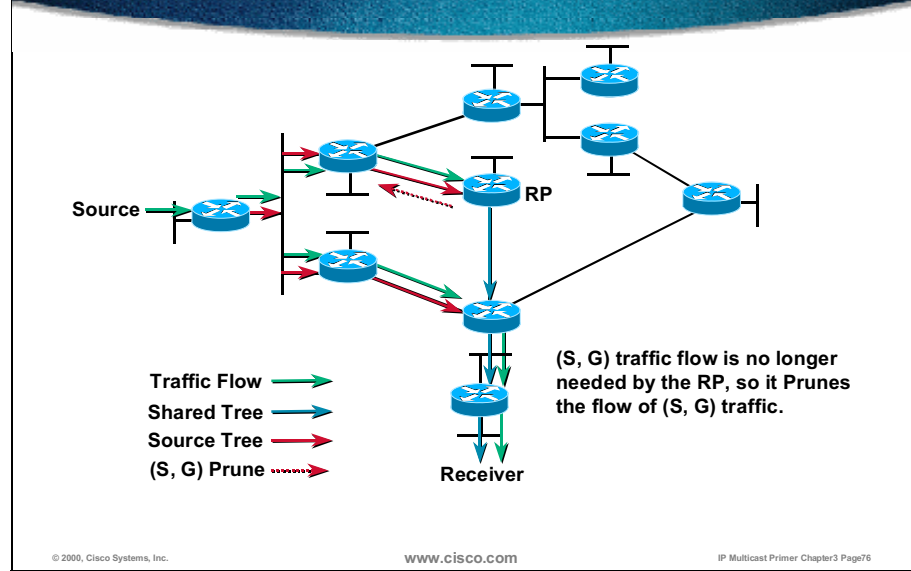 Source
RP
(S, G) traffic flow is no longer
needed by the RP, so it Prunes
the flow of (S, G) traffic.
Traffic Flow
Shared Tree
Source Tree
(S, G) Prune
Receiver
© 2000, Cisco Systems, Inc.
www.cisco.com
IP Multicast Primer Chapter3 Page76